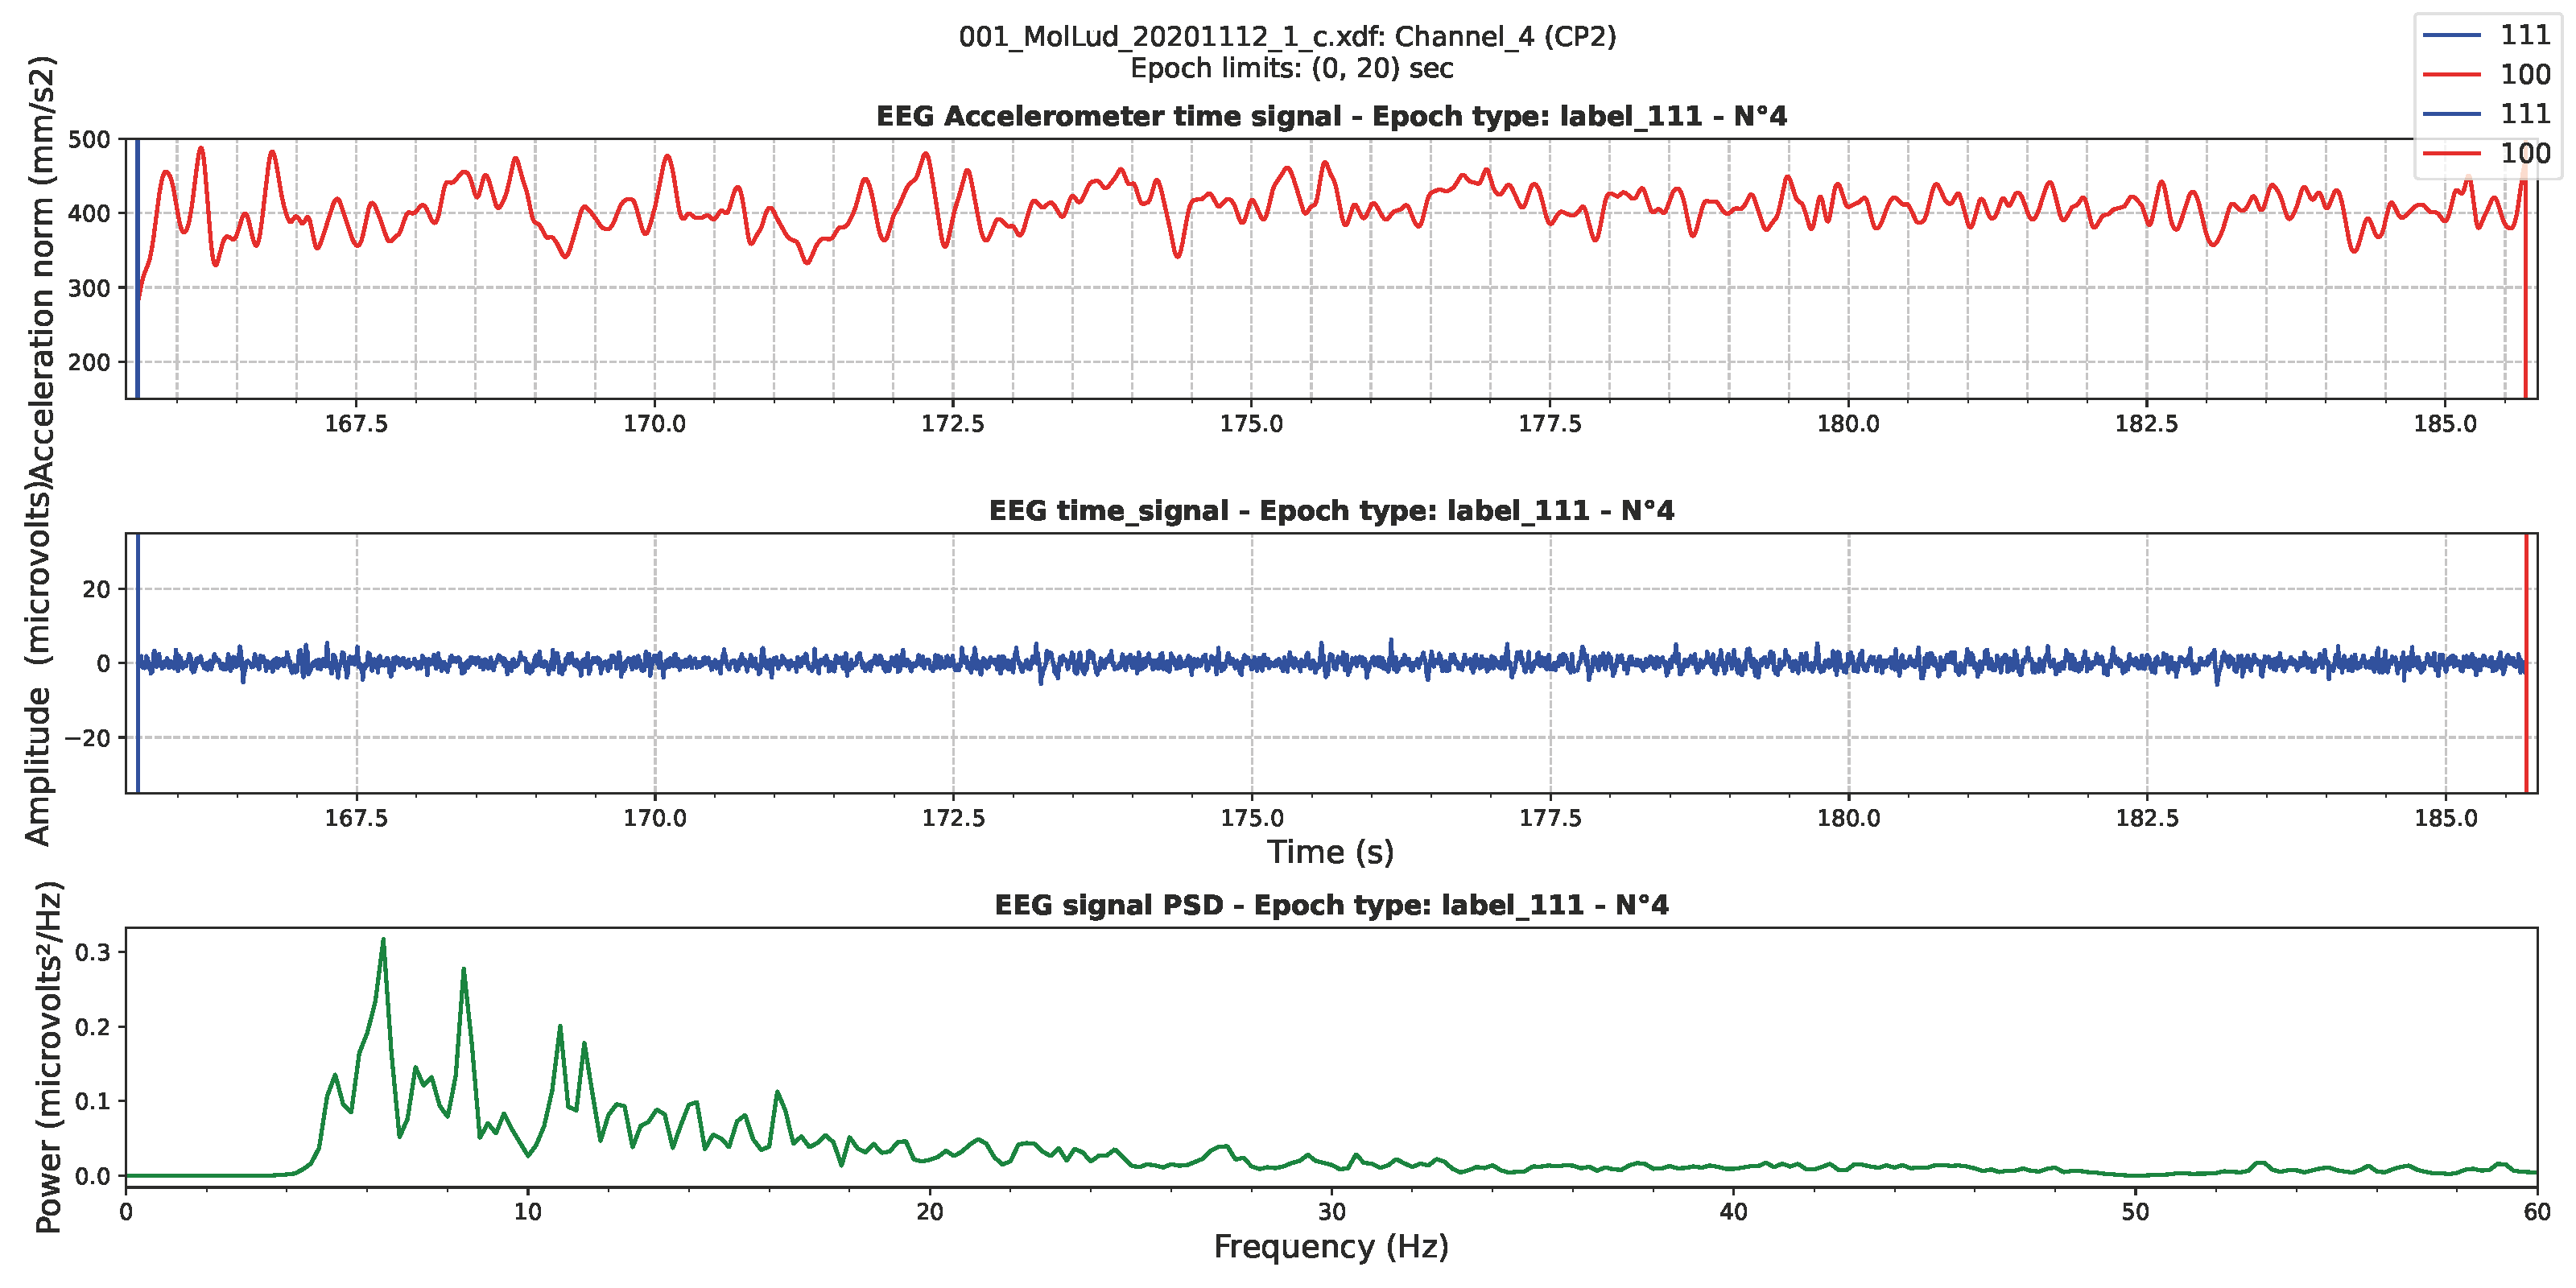 001_MolLud_20201112_1_c.xdf: Channel_4 (CP2)
Epoch limits: (0, 20) sec
111
100
111
100
EEG Accelerometer time signal - Epoch type: label_111 - N°4
Acceleration norm (mm/s2)
500
400
300
200
167.5 170.0 172.5 175.0 177.5 180.0 182.5 185.0
EEG time_signal - Epoch type: label_111 - N°4
Amplitude (microvolts)
20
0
−20
167.5 170.0 172.5 175.0 177.5 180.0 182.5 185.0
Time (s)
EEG signal PSD - Epoch type: label_111 - N°4
Power (microvolts²/Hz)
0.3
0.2
0.1
0.0
0 10 20 30 40 50 60
Frequency (Hz)